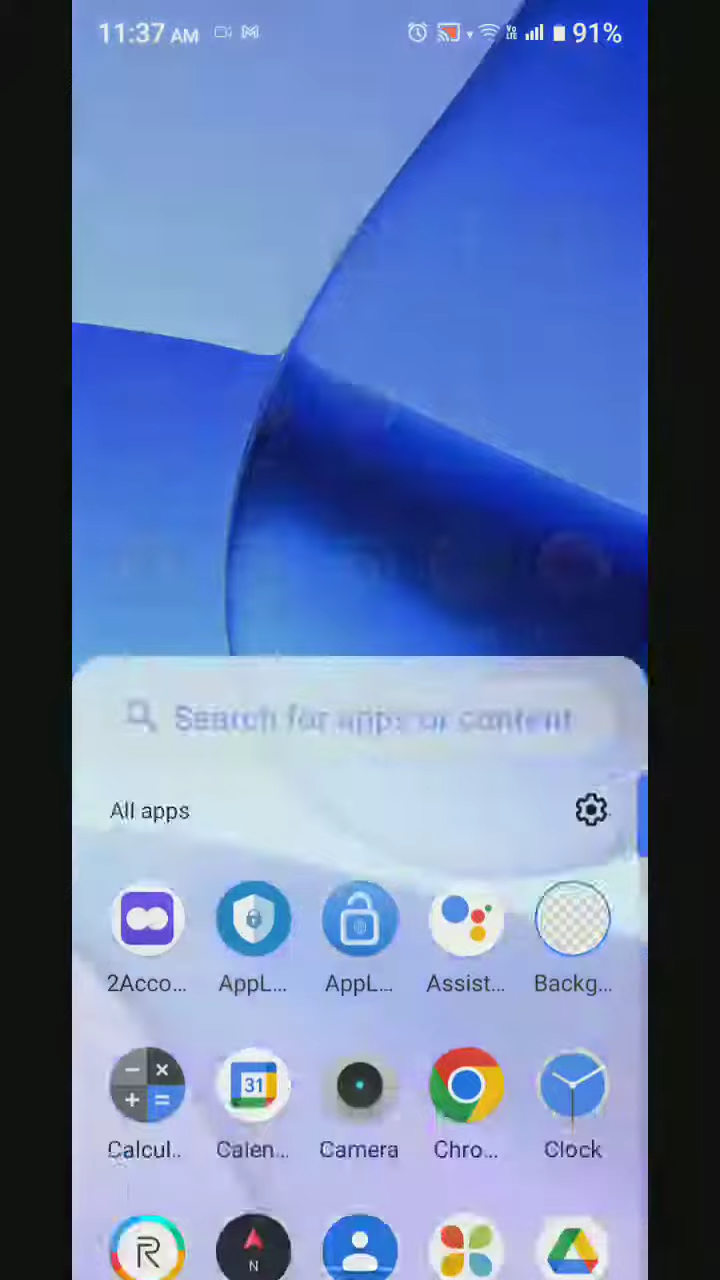 11:37 AM 91%
Search for apps or content
All apps
2Acco... AppL... AppL... Assist... Backg...
31
Calcul.. Calen... Camera Chro... Clock
R N